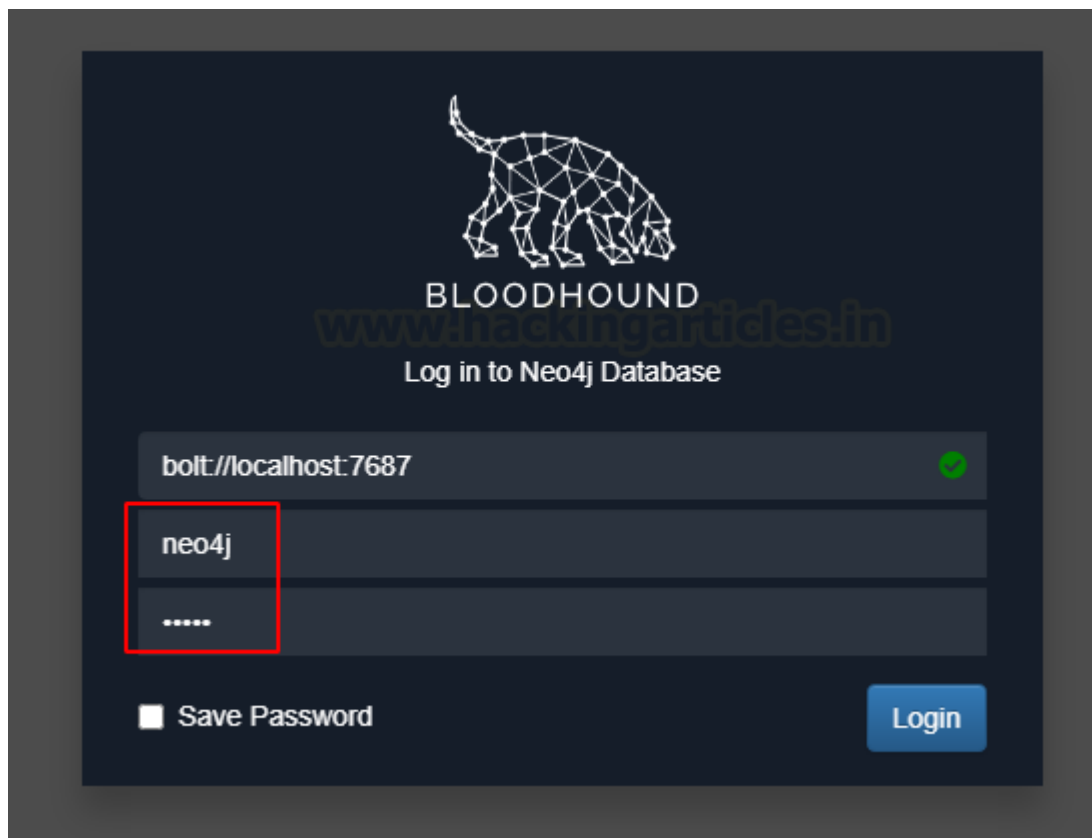 BLOODHOUND
www.hackingarticles.in
Log in to Neo4j Database
bolt://localhost:7687
neo4j
•••••
Save Password
Login